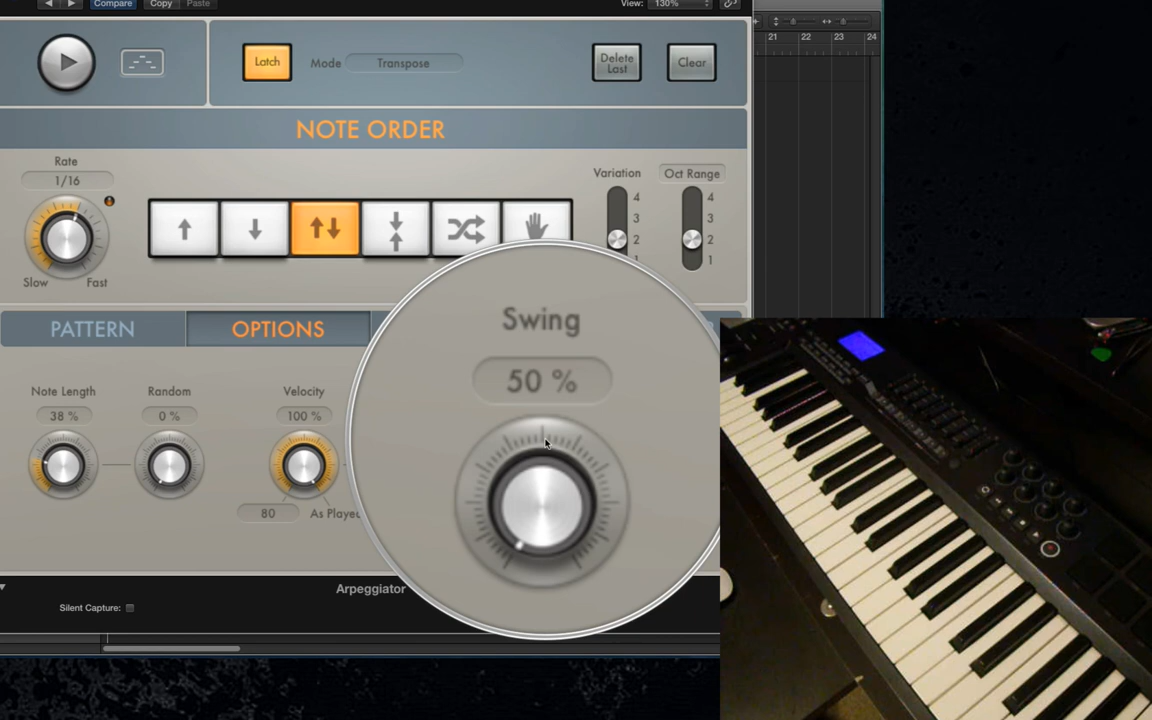 Compare Copy Paste View: 130%
21 22 23 24
Latch Mode Transpose Delete Last Clear
NOTE ORDER
Rate
1/16
Slow Fast
Variation Oct Range
4 4
3 3
2 2
1 1
PATTERN OPTIONS
Note Length Random Velocity
38 % 0 % 100 %
80 As Played
Swing
50 %
Arpeggiator
Silent Capture: